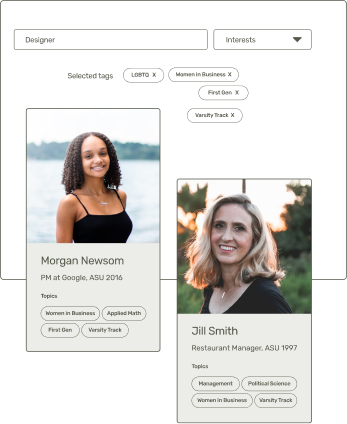 Designer
Interests
Selected tags
LGBTQ X
Women in Business X
First Gen X
Varsity Track X
Morgan Newsom
PM at Google, ASU 2016
Topics
Women in Business
Applied Math
First Gen
Varsity Track
Jill Smith
Restaurant Manager, ASU 1997
Topics
Management
Political Science
Women in Business
Varsity Track